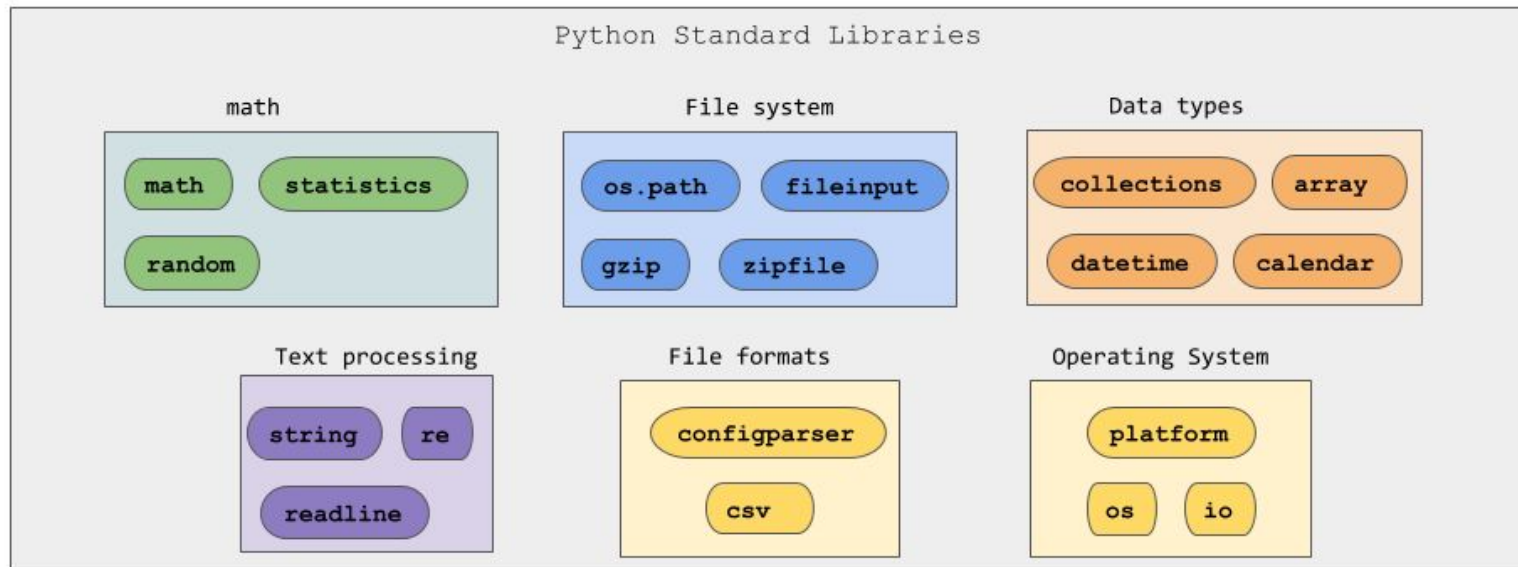 Python Standard Libraries
math
math statistics
random
File system
os.path fileinput
gzip zipfile
Data types
collections array
datetime calendar
Text processing
string re
readline
File formats
configparser
csv
Operating System
platform
os io